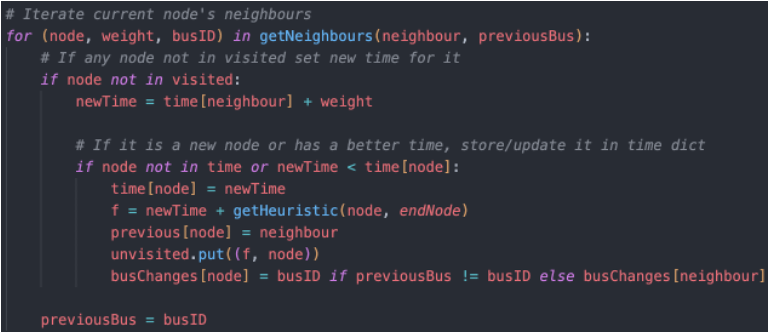 # Iterate current node's neighbours
for (node, weight, busID) in getNeighbours(neighbour, previousBus):
# If any node not in visited set new time for it
if node not in visited:
newTime = time[neighbour] + weight
# If it is a new node or has a better time, store/update it in time dict
if node not in time or newTime < time[node]:
time[node] = newTime
f = newTime + getHeuristic(node, endNode)
previous[node] = neighbour
unvisited.put((f, node))
busChanges[node] = busID if previousBus != busID else busChanges[neighbour]
previousBus = busID